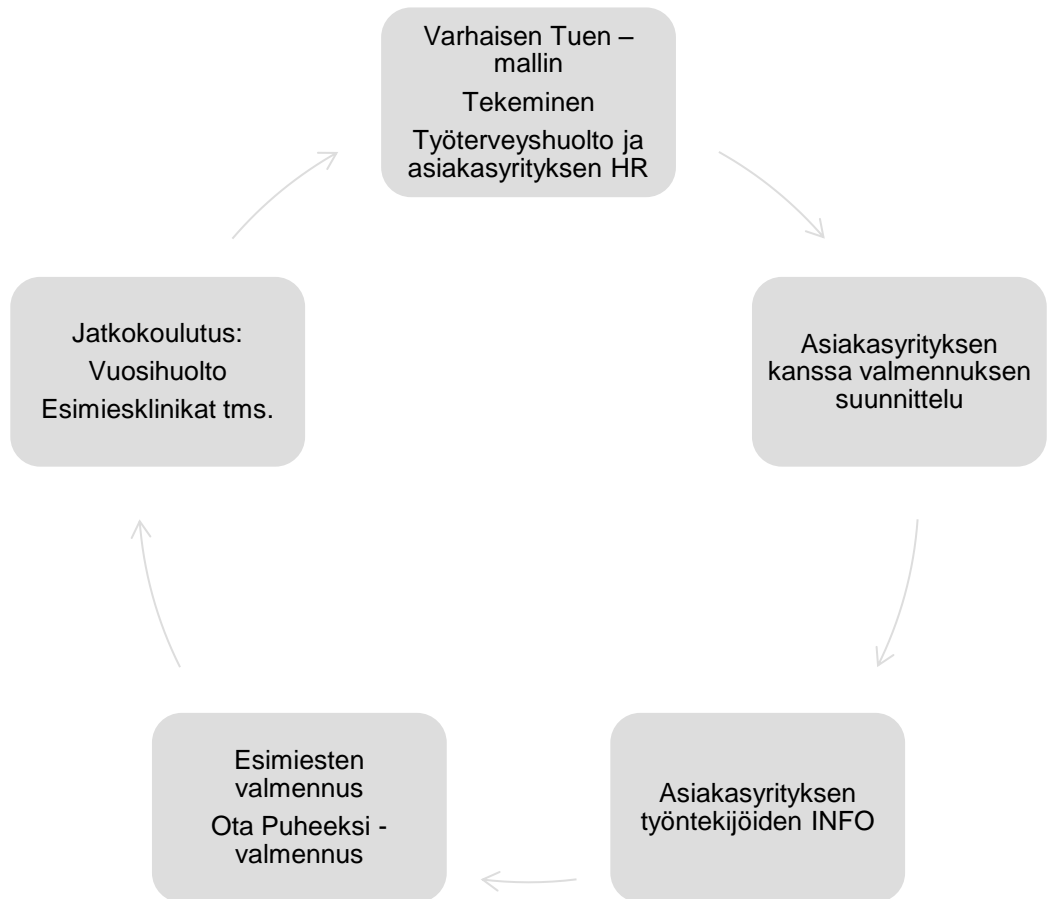 Varhaisen Tuen –
mallin
Tekeminen
Työterveyshuolto ja
asiakasyrityksen HR
Asiakasyrityksen
kanssa valmennuksen
suunnittelu
Asiakasyrityksen
työntekijöiden INFO
Esimiesten
valmennus
Ota Puheeksi -
valmennus
Jatkokoulutus:
Vuosihuolto
Esimiesklinikat tms.